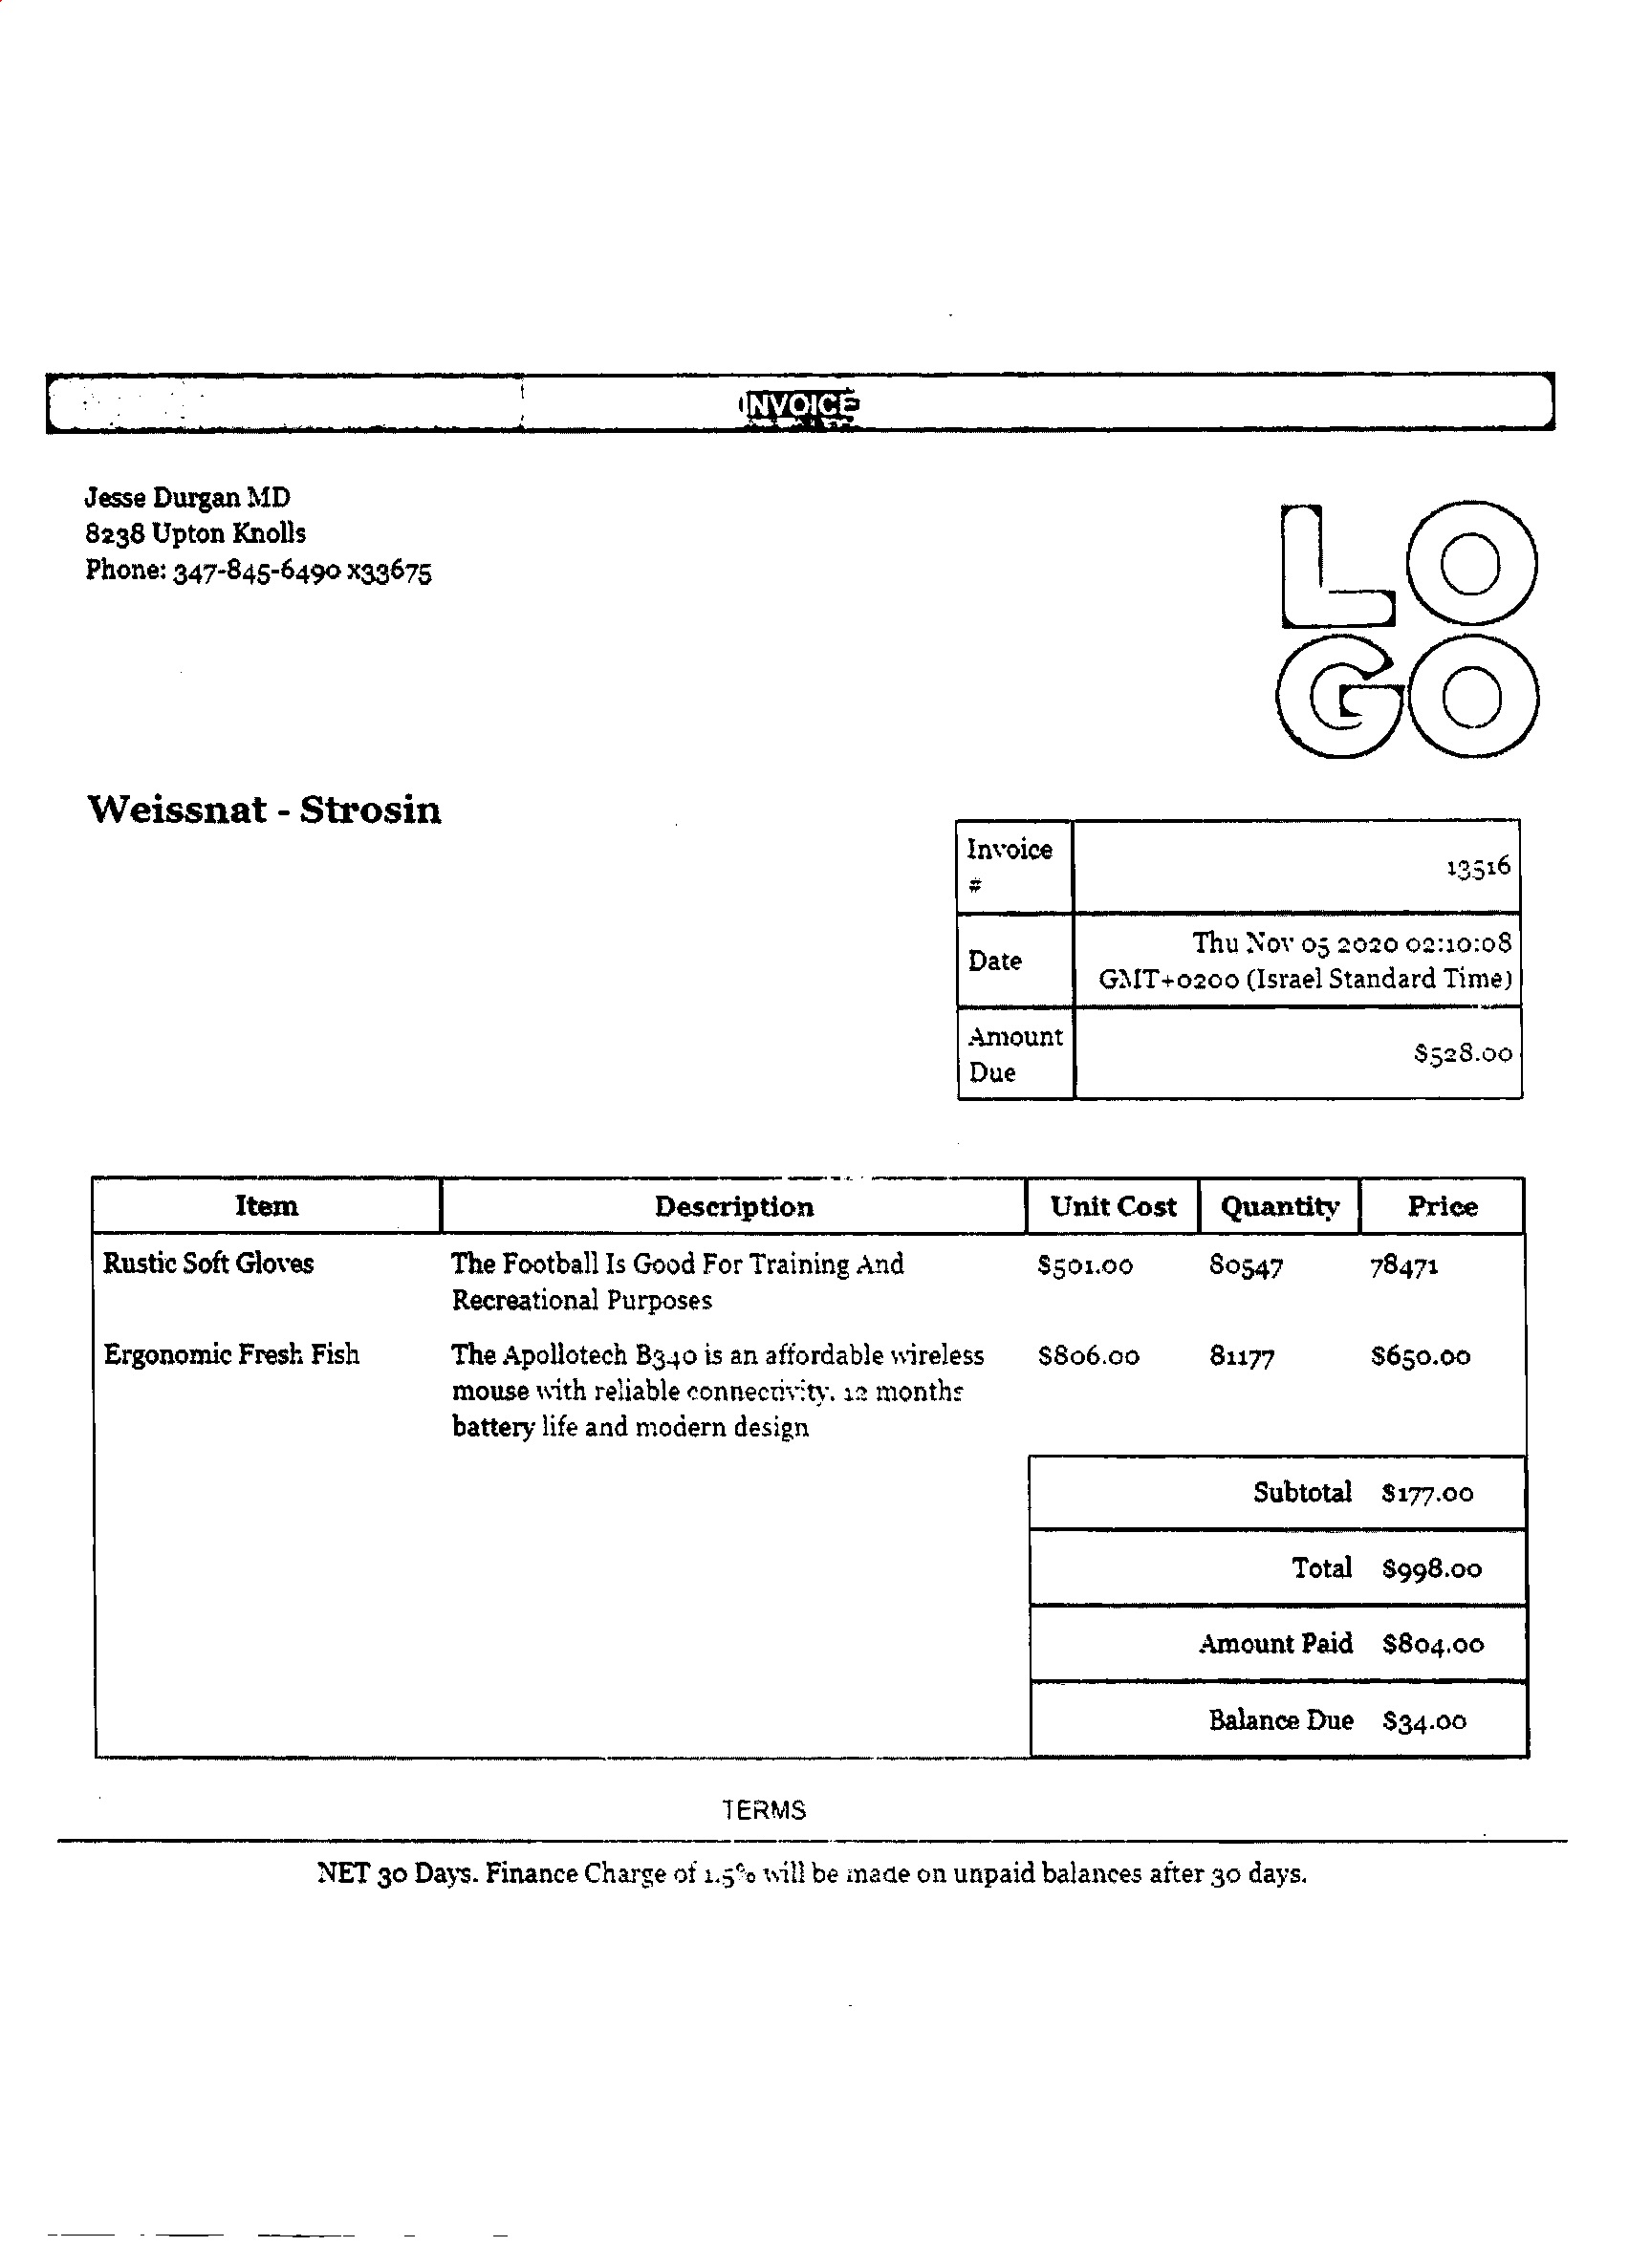 INVOICE
Jesse Durgan MD
8238 Upton Knolls
Phone: 347-845-6490 x33675
LO
GO
Weissnat - Strosin
Invoice
#
13516
Date
Thu Nov 05 2020 02:10:08
GMT+0200 (Israel Standard Time)
Amount
Due
$528.00
Item Description Unit Cost Quantity Price
Rustic Soft Gloves The Football Is Good For Training And $501.00 80547 78471
Recreational Purposes
Ergonomic Fresh Fish The Apollotech B340 is an affordable wireless $806.00 81177 $650.00
mouse with reliable connectivity. 12 months
battery life and modern design
Subtotal $177.00
Total $998.00
Amount Paid $804.00
Balance Due $34.00
TERMS
NET 30 Days. Finance Charge of 1.5% will be made on unpaid balances after 30 days.